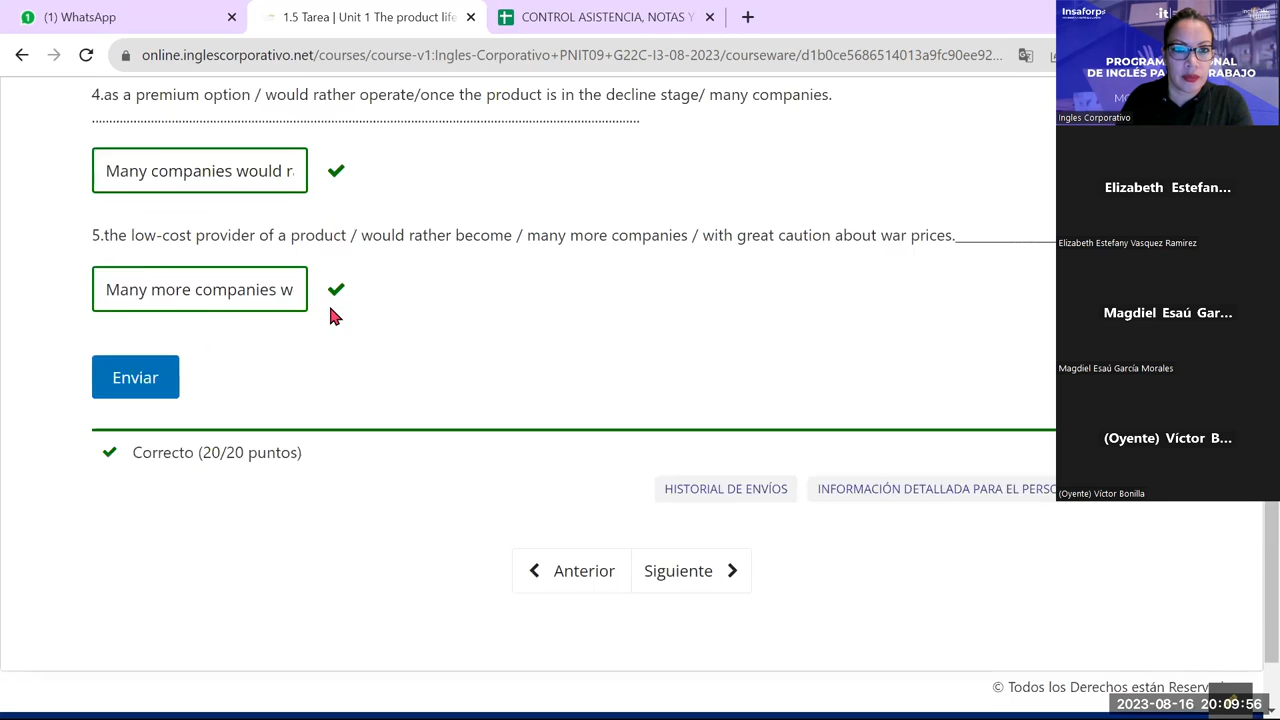 (1) WhatsApp
1.5 Tarea | Unit 1 The product life
CONTROL ASISTENCIA, NOTAS Y
online.inglescorporativo.net/courses/course-v1:Ingles-Corporativo+PNIT09+G22C-I3-08-2023/courseware/d1b0ce5686514013a9fc90ee92...
4.as a premium option / would rather operate/once the product is in the decline stage/ many companies.
Many companies would r
5.the low-cost provider of a product / would rather become / many more companies / with great caution about war prices.
Many more companies w
Enviar
Correcto (20/20 puntos)
HISTORIAL DE ENVÍOS
INFORMACIÓN DETALLADA PARA EL PERSO
Anterior
Siguiente
© Todos los Derechos están Reserv
Insaforp
Ingles Corporativo
Elizabeth Estefan...
Elizabeth Estefany Vasquez Ramirez
Magdiel Esaú Gar...
Magdiel Esaú García Morales
(Oyente) Víctor B...
(Oyente) Víctor Bonilla
2023-08-16 20:09:56